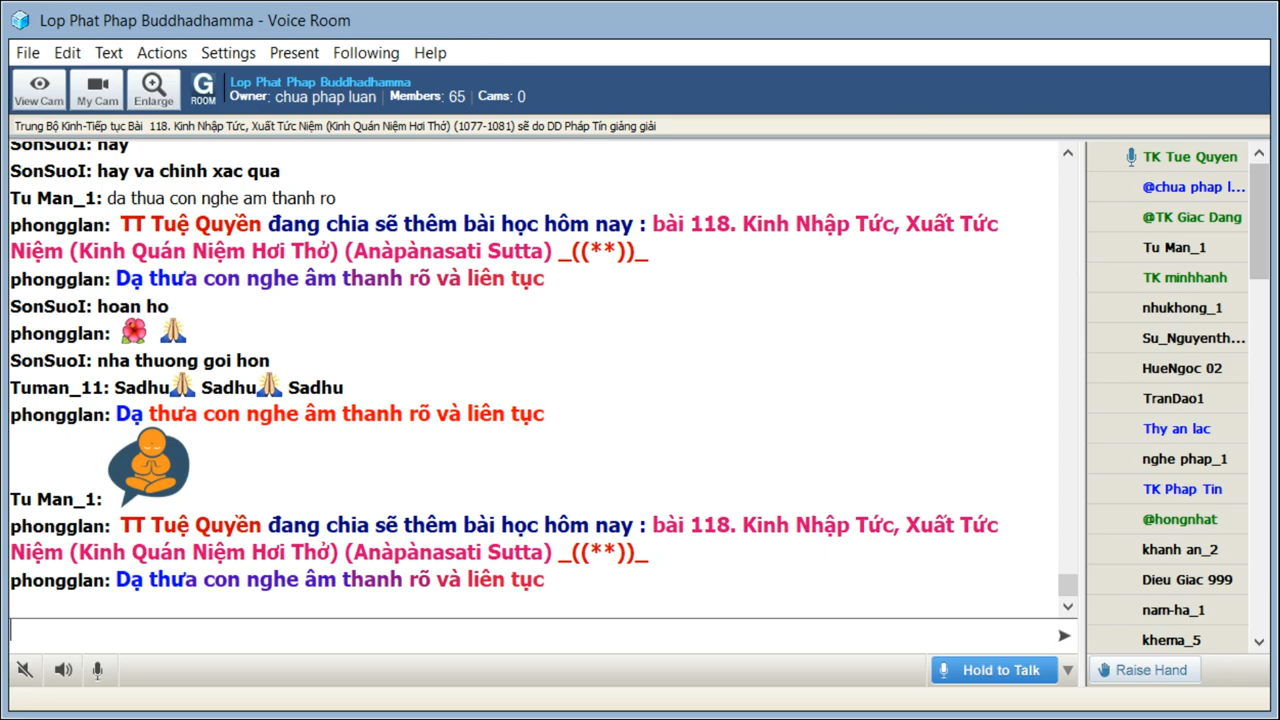 Lop Phat Phap Buddhadhamma - Voice Room
File Edit Text Actions Settings Present Following Help
View Cam My Cam Enlarge G ROOM
Lop Phat Phap Buddhadhamma
Owner: chua phap luan | Members: 65 | Cams: 0
Trung Bộ Kinh-Tiếp tục Bài 118. Kinh Nhập Tức, Xuất Tức Niệm (Kinh Quán Niệm Hơi Thở) (1077-1081) sẽ do DD Pháp Tín giảng giải
SonSuoI: hay
SonSuoI: hay va chinh xac qua
Tu Man_1: da thua con nghe am thanh ro
phongglan: TT Tuệ Quyền đang chia sẽ thêm bài học hôm nay : bài 118. Kinh Nhập Tức, Xuất Tức
Niệm (Kinh Quán Niệm Hơi Thở) (Anàpànasati Sutta) _((**))_
phongglan: Dạ thưa con nghe âm thanh rõ và liên tục
SonSuoI: hoan ho
phongglan:
SonSuoI: nha thuong goi hon
Tuman_11: Sadhu Sadhu Sadhu
phongglan: Dạ thưa con nghe âm thanh rõ và liên tục
Tu Man_1:
phongglan: TT Tuệ Quyền đang chia sẽ thêm bài học hôm nay : bài 118. Kinh Nhập Tức, Xuất Tức
Niệm (Kinh Quán Niệm Hơi Thở) (Anàpànasati Sutta) _((**))_
phongglan: Dạ thưa con nghe âm thanh rõ và liên tục
TK Tue Quyen
@chua phap l...
@TK Giac Dang
Tu Man_1
TK minhhanh
nhukhong_1
Su_Nguyenth...
HueNgoc 02
TranDao1
Thy an lac
nghe phap_1
TK Phap Tin
@hongnhat
khanh an_2
Dieu Giac 999
nam-ha_1
khema_5
Hold to Talk
Raise Hand